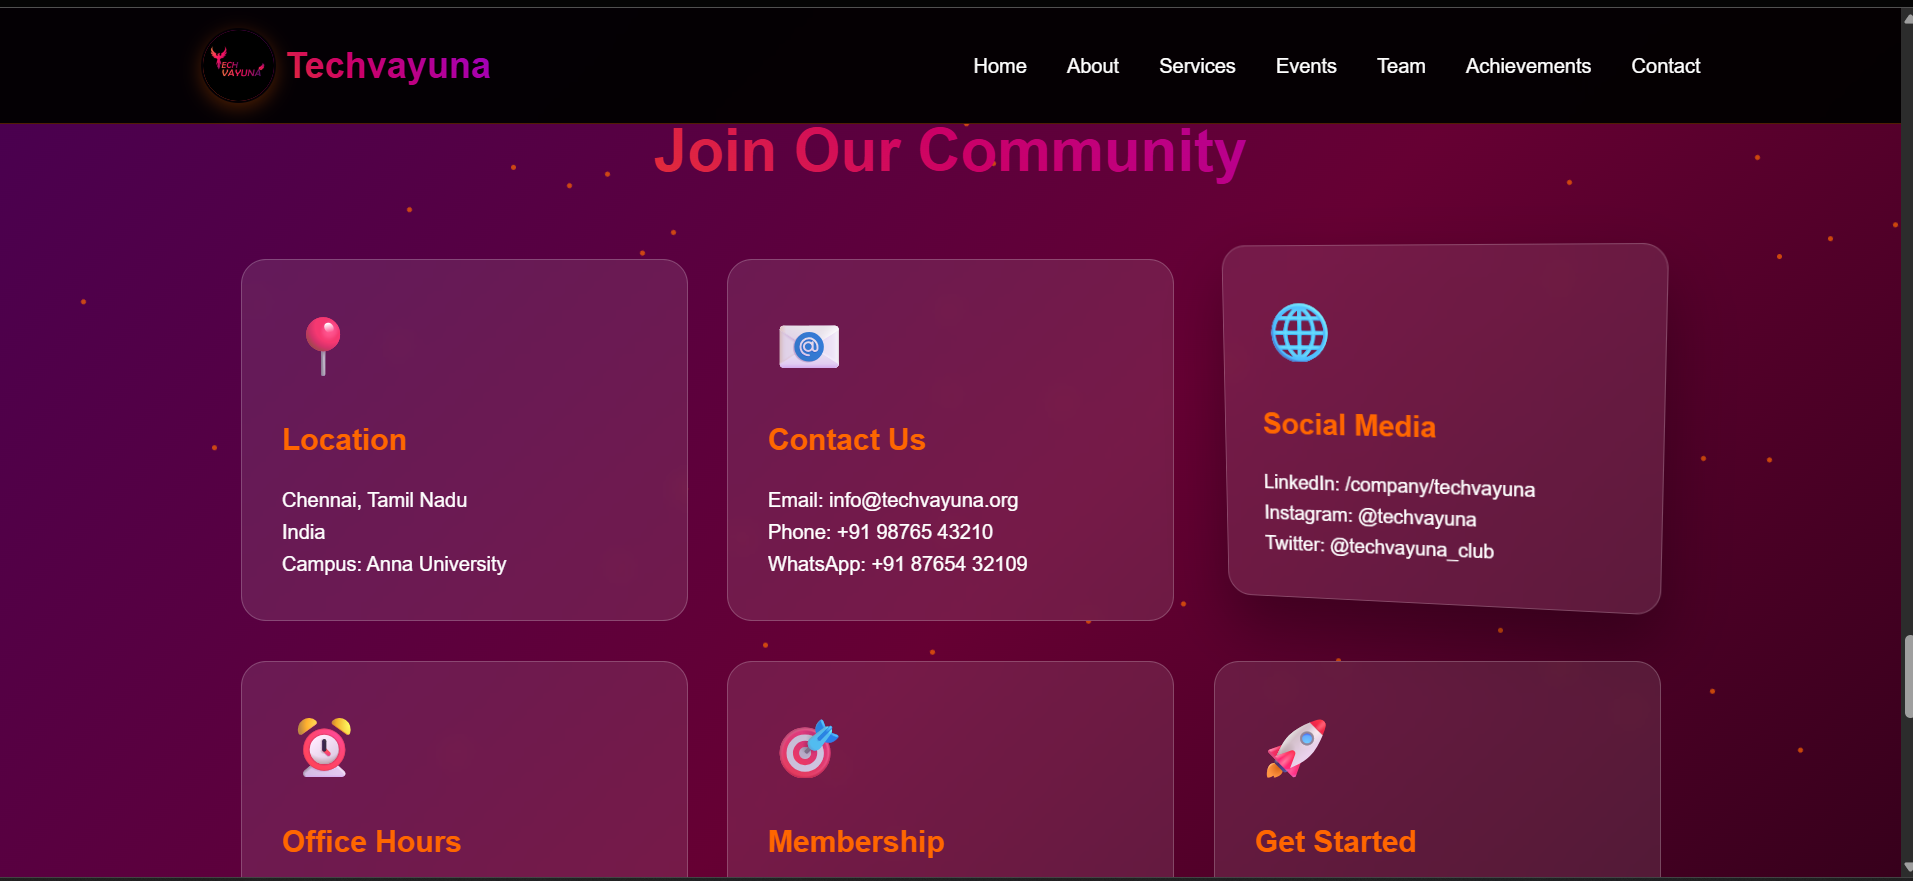 TECH
VAYUNA
Techvayuna
Home
About
Services
Events
Team
Achievements
Contact
Join Our Community
Location
Chennai, Tamil Nadu
India
Campus: Anna University
Contact Us
Email: info@techvayuna.org
Phone: +91 98765 43210
WhatsApp: +91 87654 32109
Social Media
LinkedIn: /company/techvayuna
Instagram: @techvayuna
Twitter: @techvayuna_club
Office Hours
Membership
Get Started